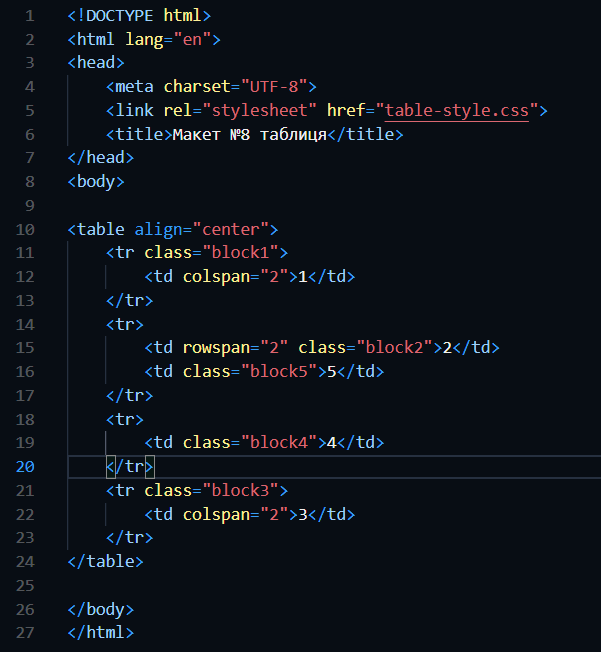 1 <!DOCTYPE html>
2 <html lang="en">
3 <head>
4     <meta charset="UTF-8">
5     <link rel="stylesheet" href="table-style.css">
6     <title>Макет №8 таблиця</title>
7 </head>
8 <body>
9
10 <table align="center">
11     <tr class="block1">
12         <td colspan="2">1</td>
13     </tr>
14     <tr>
15         <td rowspan="2" class="block2">2</td>
16         <td class="block5">5</td>
17     </tr>
18     <tr>
19         <td class="block4">4</td>
20     </tr>
21     <tr class="block3">
22         <td colspan="2">3</td>
23     </tr>
24 </table>
25
26 </body>
27 </html>